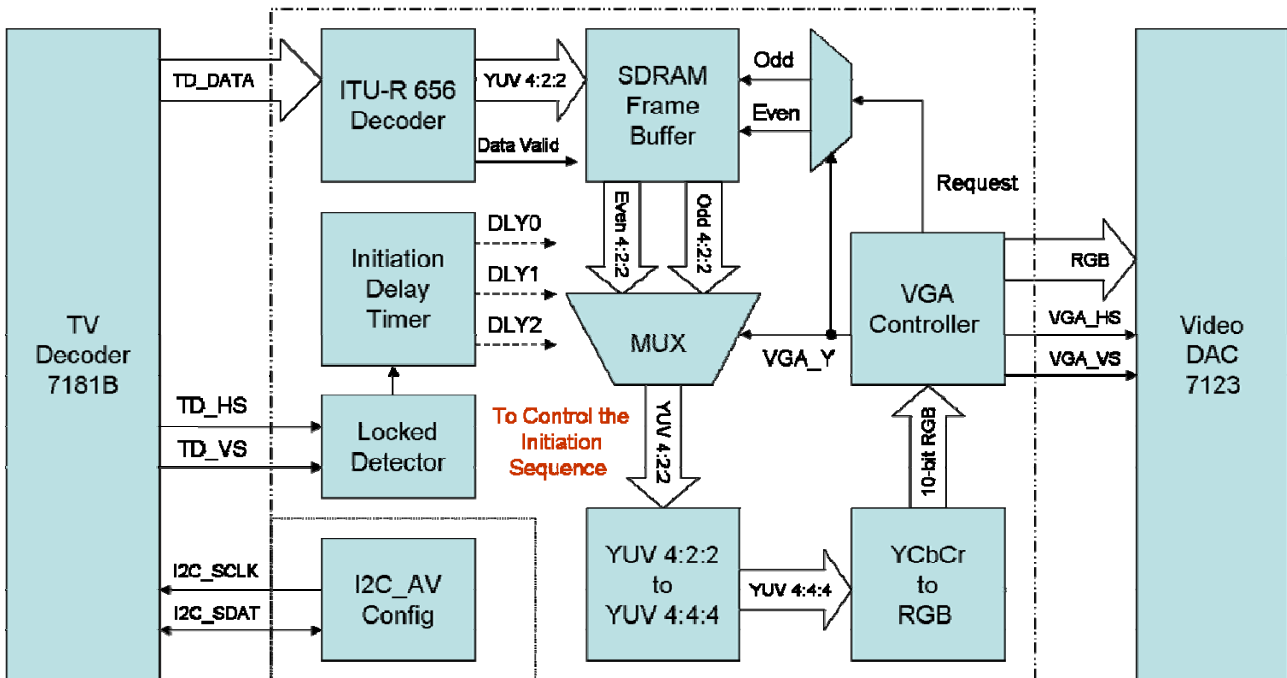 TV
Decoder
7181B
TD_DATA
ITU-R 656
Decoder
YUV 4:2:2
Data Valid
SDRAM
Frame
Buffer
Odd
Even
Request
Even 4:2:2
Odd 4:2:2
Initiation
Delay
Timer
DLY0
DLY1
DLY2
MUX
VGA_Y
VGA
Controller
RGB
VGA_HS
VGA_VS
Video
DAC
7123
TD_HS
TD_VS
Locked
Detector
To Control the
Initiation
Sequence
YUV 4:2:2
10-bit RGB
I2C_SCLK
I2C_SDAT
I2C_AV
Config
YUV 4:2:2
to
YUV 4:4:4
YUV 4:4:4
YCbCr
to
RGB